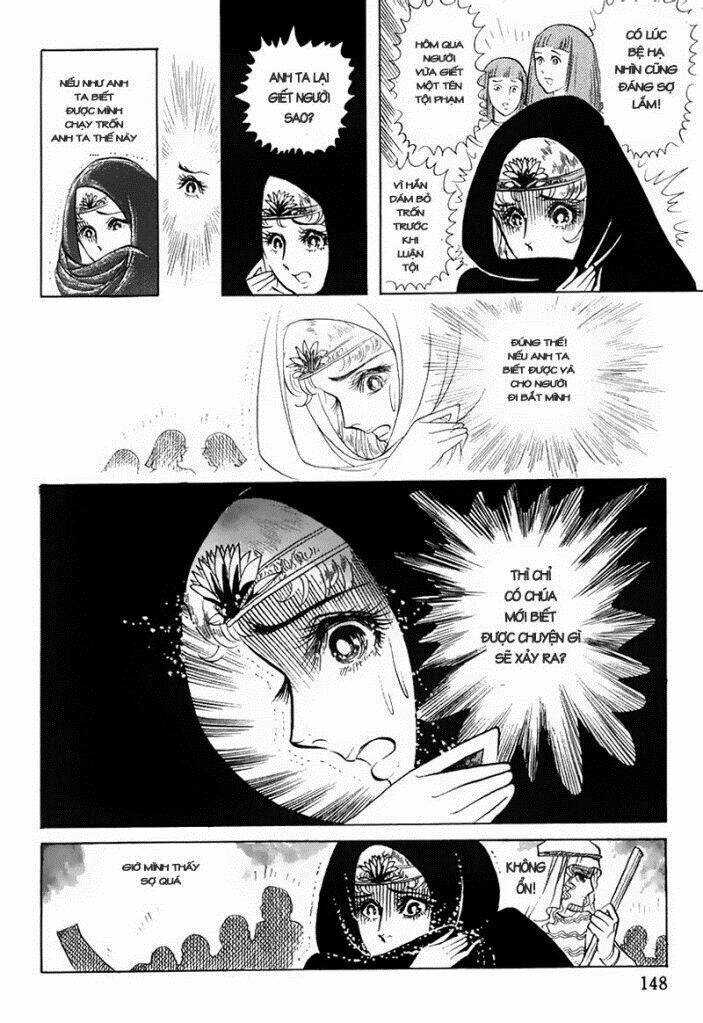 CÓ LÚC
BỆ HẠ
NHÌN CŨNG
ĐÁNG SỢ
LẮM!
HÔM QUA
NGƯỜI
VỪA GIẾT
MỘT TÊN
TỘI PHẠM
VÌ HẮN
DÁM BỎ
TRỐN
TRƯỚC
KHI
LUẬN
TỘI
ANH TA LẠI
GIẾT NGƯỜI
SAO?
NẾU NHƯ ANH
TA BIẾT
ĐƯỢC MÌNH
CHẠY TRỐN
ANH TA THẾ NÀY
ĐÚNG THẾ!
NẾU ANH TA
BIẾT ĐƯỢC VÀ
CHO NGƯỜI
ĐI BẮT MÌNH
THÌ CHỈ
CÓ CHÚA
MỚI BIẾT
ĐƯỢC CHUYỆN GÌ
SẼ XẢY RA?
GIỜ MÌNH THẤY
SỢ QUÁ
KHÔNG
ỔN!
148